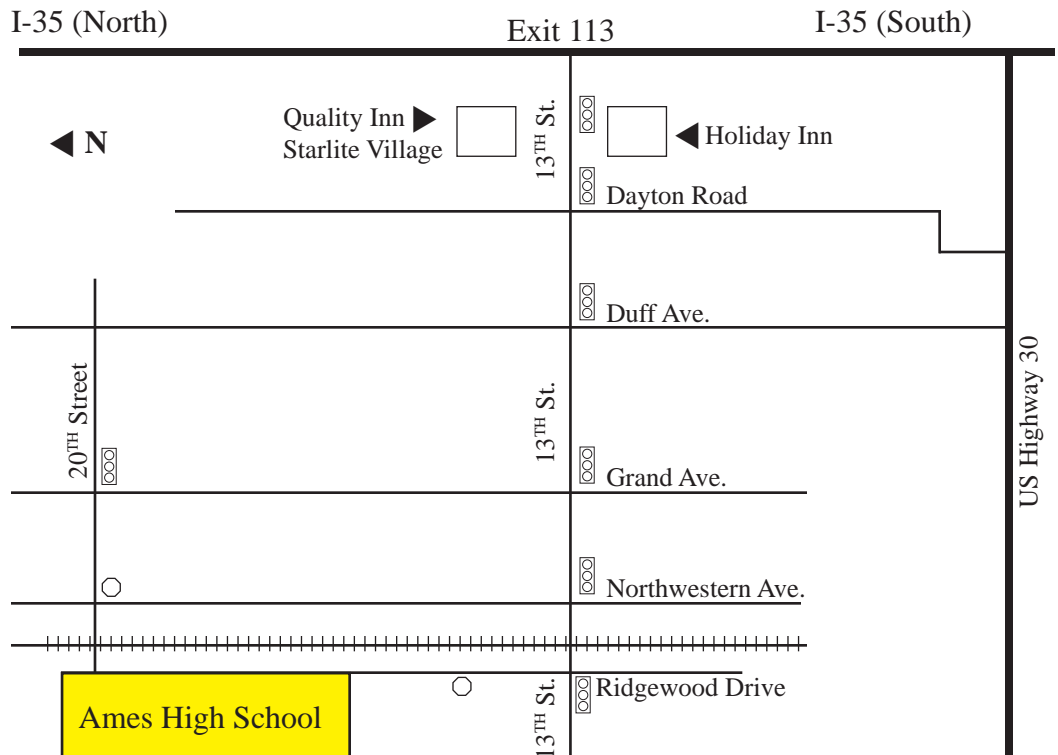 I-35 (North)
Exit 113
I-35 (South)
Quality Inn
Starlite Village
N
13TH St.
Holiday Inn
Dayton Road
Duff Ave.
20TH Street
13TH St.
US Highway 30
Grand Ave.
Northwestern Ave.
Ridgewood Drive
Ames High School
13TH St.